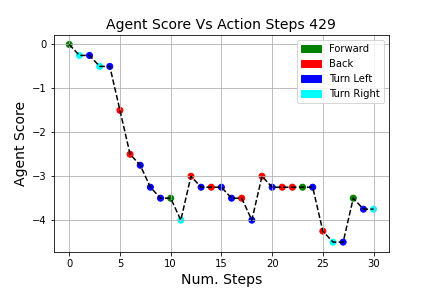 Agent Score Vs Action Steps 429
Forward
Back
Turn Left
Turn Right
0
−1
−2
−3
−4
Agent Score
0 5 10 15 20 25 30
Num. Steps